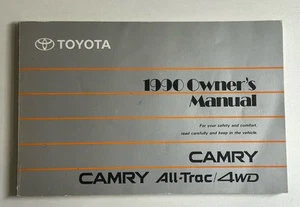 TOYOTA
1990 Owner's
Manual
For your safety and comfort,
read carefully and keep in the vehicle.
CAMRY
CAMRY All-Trac/4WD